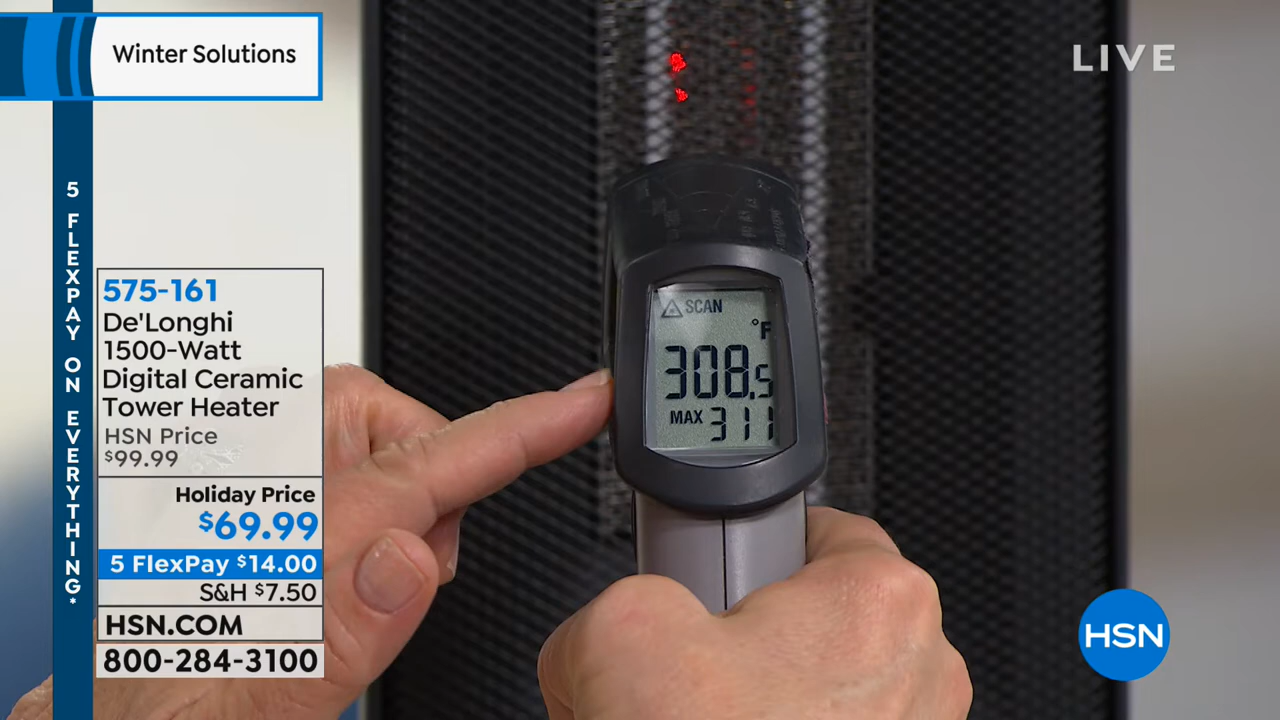 Winter Solutions
LIVE
5 FLEXPAY ON EVERYTHING*
575-161
De'Longhi
1500-Watt
Digital Ceramic
Tower Heater
HSN Price
$99.99
Holiday Price
$69.99
5 FlexPay $14.00
S&H $7.50
HSN.COM
800-284-3100
SCAN
°F
308.5
MAX 311
HSN